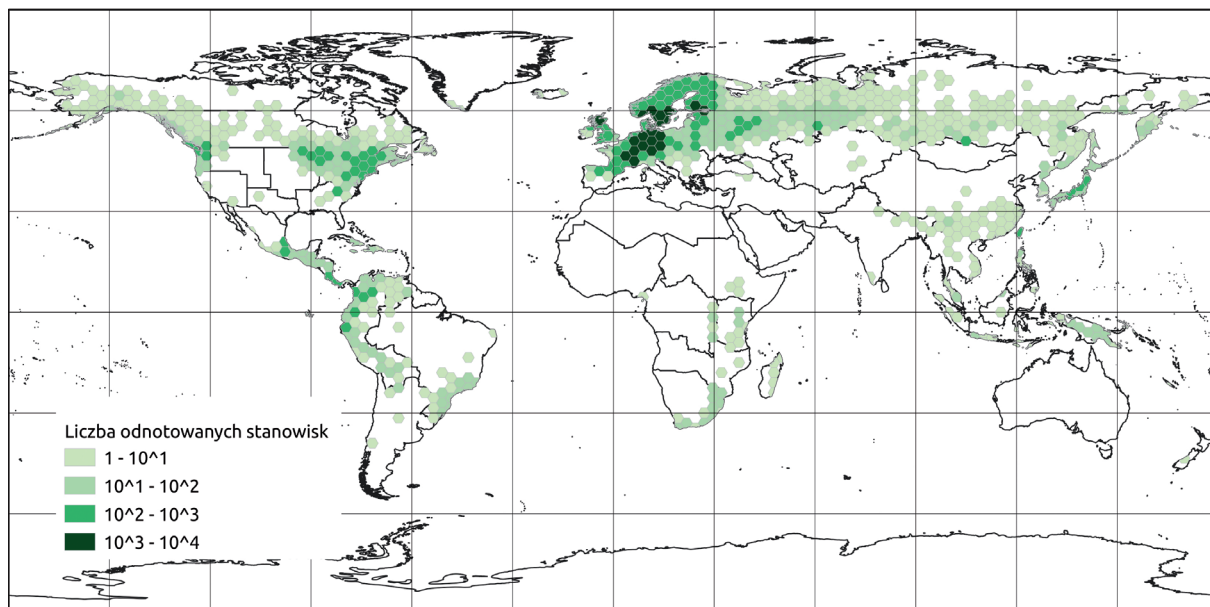 Liczba odnotowanych stanowisk
1 - 10^1
10^1 - 10^2
10^2 - 10^3
10^3 - 10^4